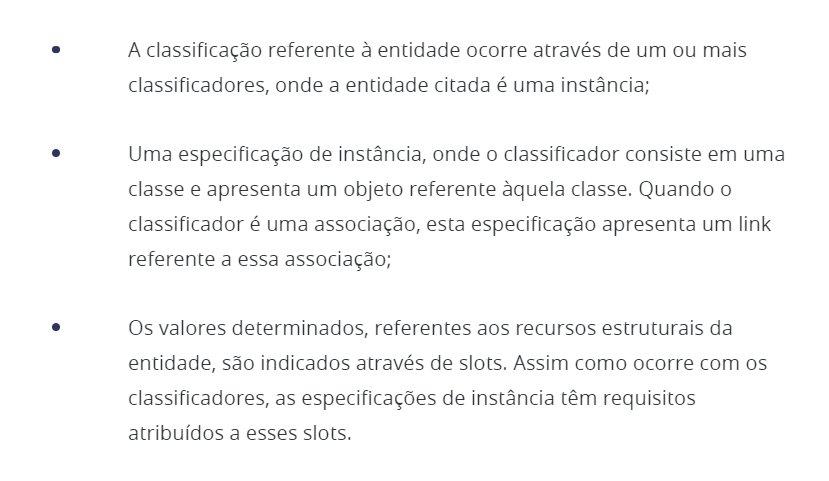 • A classificação referente à entidade ocorre através de um ou mais
classificadores, onde a entidade citada é uma instância;
• Uma especificação de instância, onde o classificador consiste em uma
classe e apresenta um objeto referente àquela classe. Quando o
classificador é uma associação, esta especificação apresenta um link
referente a essa associação;
• Os valores determinados, referentes aos recursos estruturais da
entidade, são indicados através de slots. Assim como ocorre com os
classificadores, as especificações de instância têm requisitos
atribuídos a esses slots.